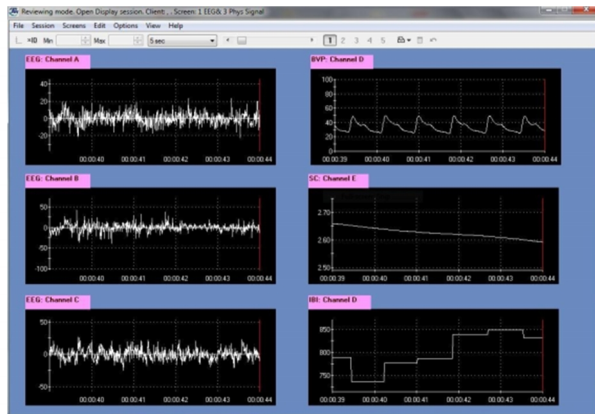 Reviewing mode. Open Display session. Client: , . Screen: 1 EEG& 3 Phys Signal
File Session Screens Edit Options View Help
Min Max 5 sec 1 2 3 4 5
EEG: Channel A
40
20
0
-20
00:00:40 00:00:41 00:00:42 00:00:43 00:00:44
BVP: Channel D
100
80
60
40
20
0
00:00:39 00:00:40 00:00:41 00:00:42 00:00:43 00:00:44
EEG: Channel B
50
0
-50
-100
00:00:40 00:00:41 00:00:42 00:00:43 00:00:44
SC: Channel E
2.70
2.60
2.50
00:00:39 00:00:40 00:00:41 00:00:42 00:00:43 00:00:44
EEG: Channel C
50
0
-50
00:00:40 00:00:41 00:00:42 00:00:43 00:00:44
IBI: Channel D
850
800
750
00:00:39 00:00:40 00:00:41 00:00:42 00:00:43 00:00:44